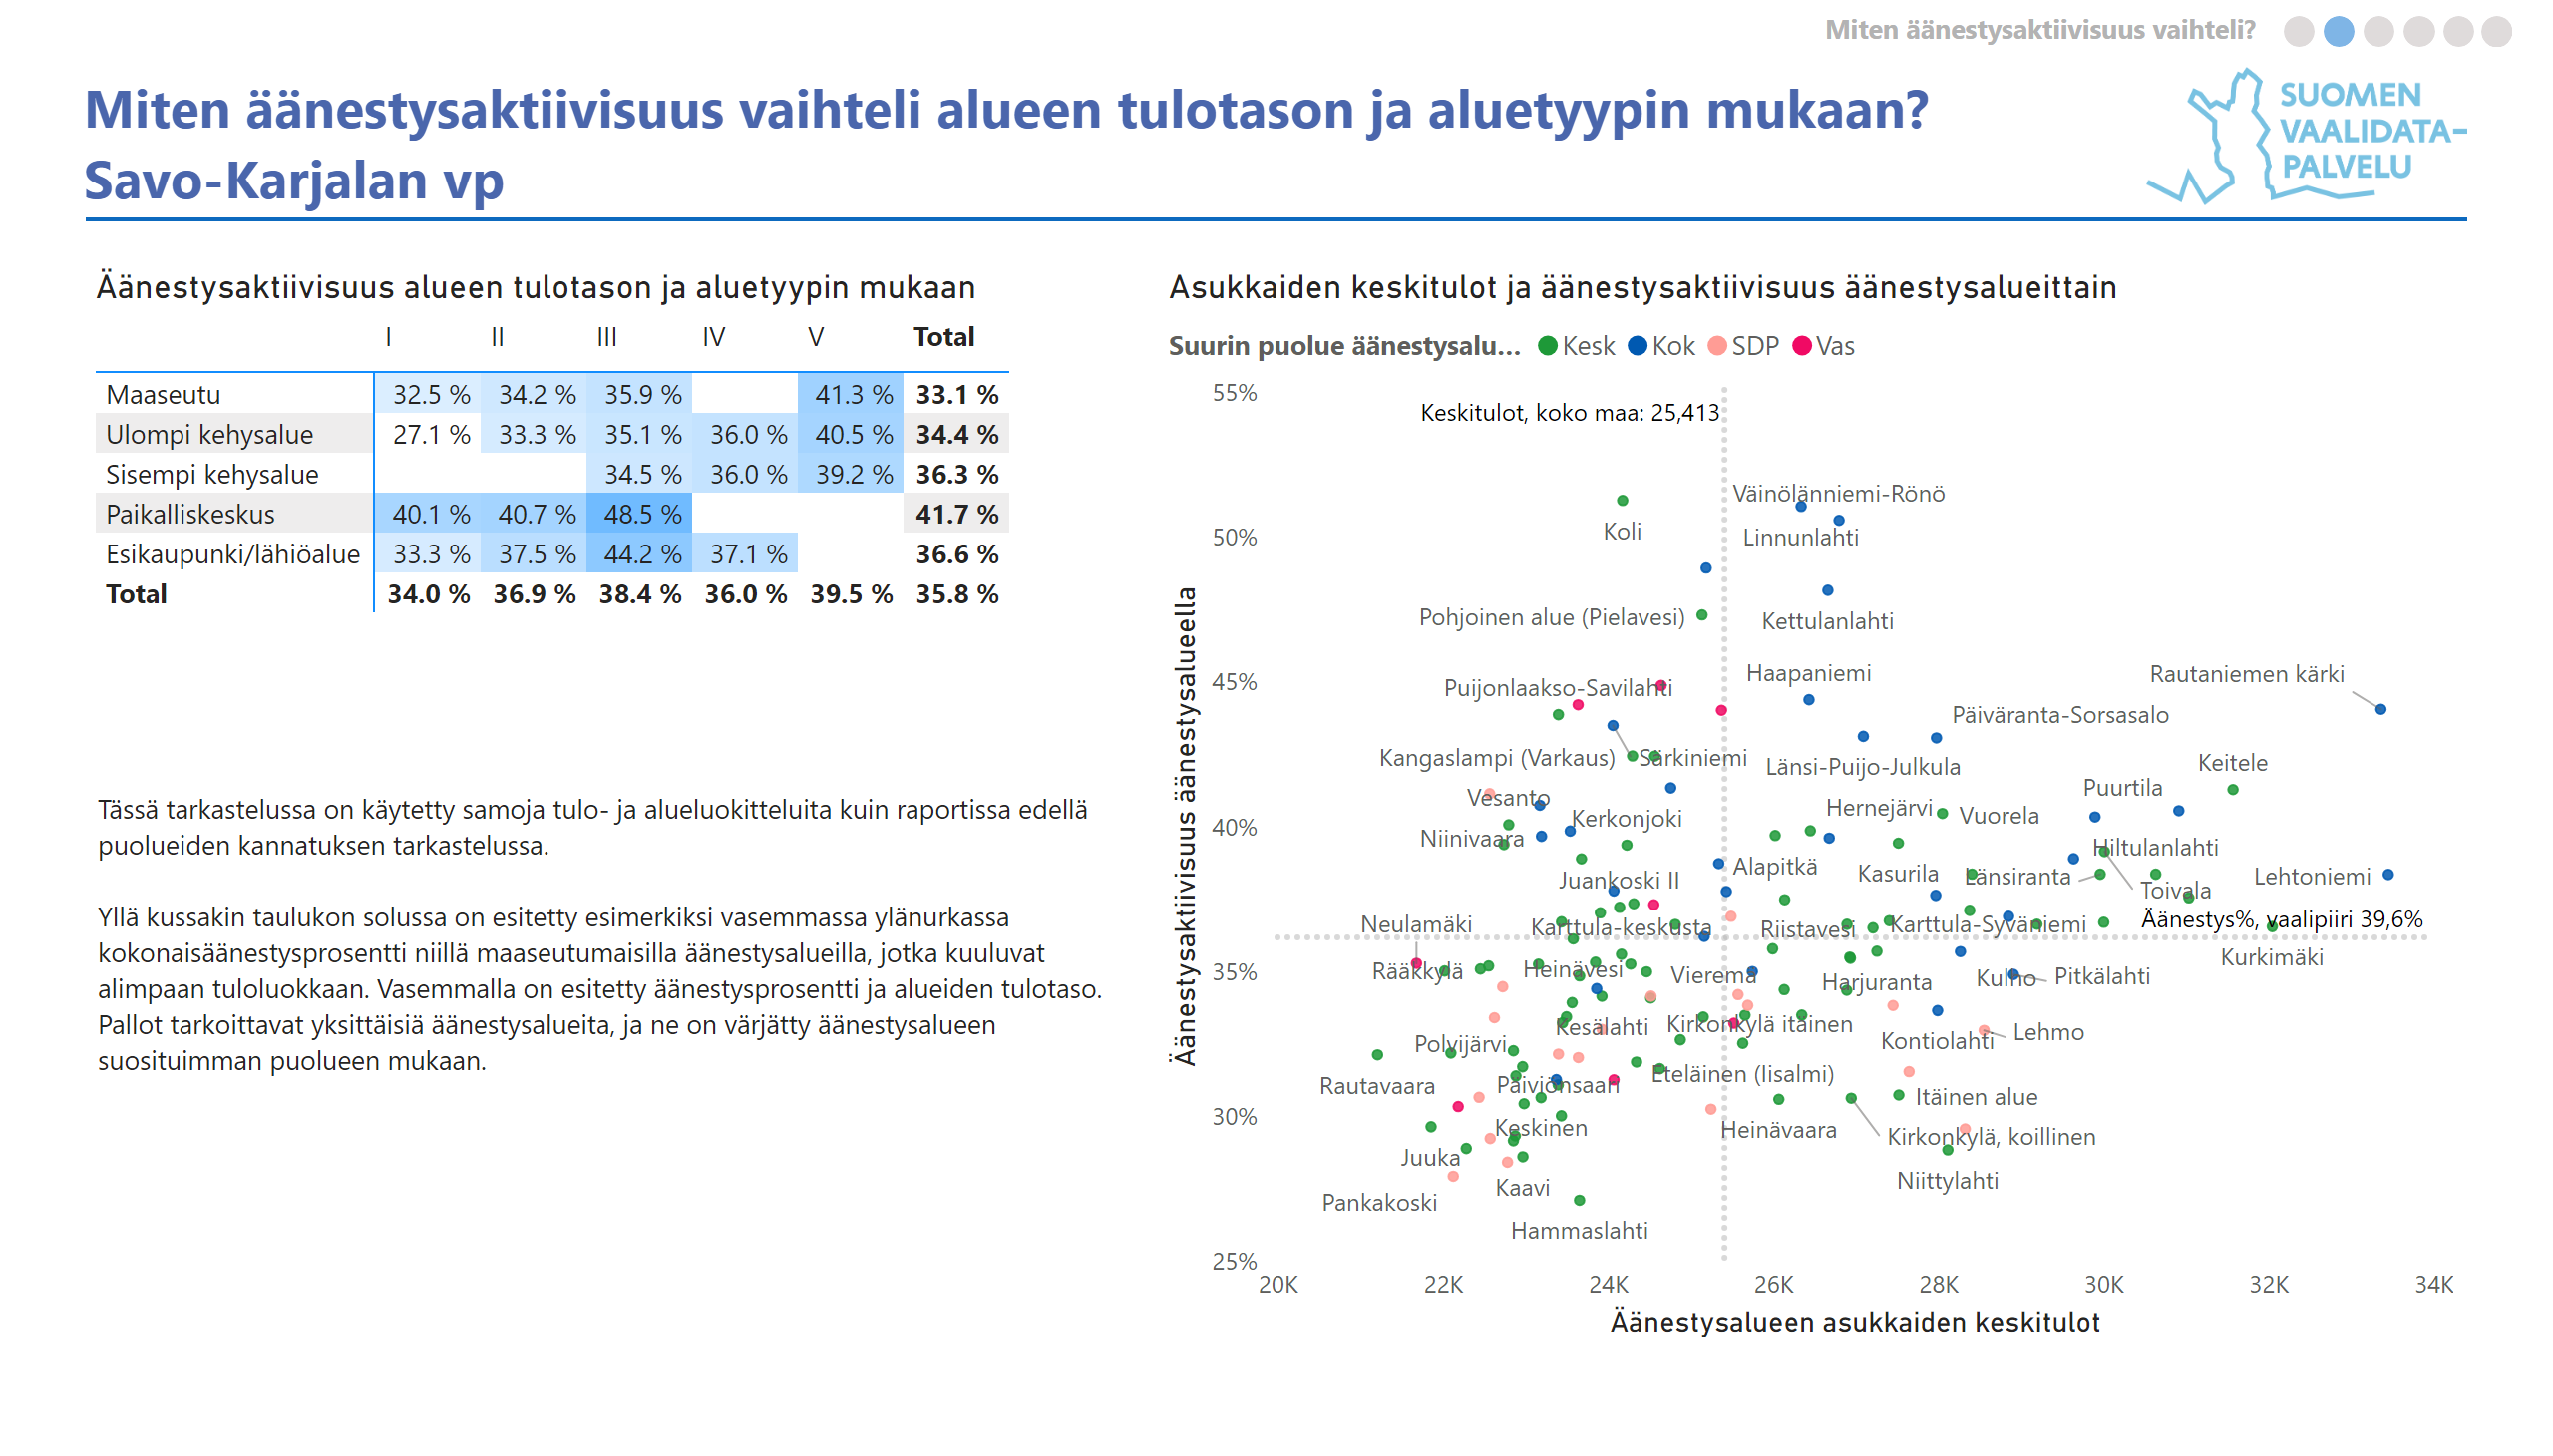 Miten äänestysaktiivisuus vaihteli?
Miten äänestysaktiivisuus vaihteli alueen tulotason ja aluetyypin mukaan?
Savo-Karjalan vp
SUOMEN
VAALIDATA-
PALVELU
Äänestysaktiivisuus alueen tulotason ja aluetyypin mukaan
I II III IV V Total
Maaseutu 32.5 % 34.2 % 35.9 % 41.3 % 33.1 %
Ulompi kehysalue 27.1 % 33.3 % 35.1 % 36.0 % 40.5 % 34.4 %
Sisempi kehysalue 34.5 % 36.0 % 39.2 % 36.3 %
Paikalliskeskus 40.1 % 40.7 % 48.5 % 41.7 %
Esikaupunki/lähiöalue 33.3 % 37.5 % 44.2 % 37.1 % 36.6 %
Total 34.0 % 36.9 % 38.4 % 36.0 % 39.5 % 35.8 %
Tässä tarkastelussa on käytetty samoja tulo- ja alueluokitteluita kuin raportissa edellä
puolueiden kannatuksen tarkastelussa.
Yllä kussakin taulukon solussa on esitetty esimerkiksi vasemmassa ylänurkassa
kokonaisäänestysprosentti niillä maaseutumaisilla äänestysalueilla, jotka kuuluvat
alimpaan tuloluokkaan. Vasemmalla on esitetty äänestysprosentti ja alueiden tulotaso.
Pallot tarkoittavat yksittäisiä äänestysalueita, ja ne on värjätty äänestysalueen
suosituimman puolueen mukaan.
Asukkaiden keskitulot ja äänestysaktiivisuus äänestysalueittain
Suurin puolue äänestysalu... Kesk Kok SDP Vas
Äänestysaktiivisuus äänestysalueella
55%
Keskitulot, koko maa: 25,413
Väinölänniemi-Rönö
Koli
50%
Linnunlahti
Pohjoinen alue (Pielavesi)
Kettulanlahti
Haapaniemi
Rautaniemen kärki
45%
Puijonlaakso-Savilahti
Päiväranta-Sorsasalo
Kangaslampi (Varkaus)
Särkiniemi
Länsi-Puijo-Julkula
Keitele
Puurtila
Vesanto
Hernejärvi
Vuorela
Kerkonjoki
40%
Niinivaara
Hiltulanlahti
Alapitkä
Kasurila
Länsiranta
Lehtoniemi
Juankoski II
Toivala
Äänestys%, vaalipiiri 39,6%
Neulamäki
Karttula-keskusta
Riistavesi
Karttula-Syväniemi
Kurkimäki
35%
Rääkkylä
Heinävesi
Vieremä
Harjuranta
Kuhmo
Pitkälahti
Kesälahti
Kirkonkylä itäinen
Lehmo
Polvijärvi
Kontiolahti
Rautavaara
Päivjonsaari
Eteläinen (Iisalmi)
Itäinen alue
30%
Keskinen
Heinävaara
Kirkonkylä, koillinen
Juuka
Niittylahti
Kaavi
Pankakoski
Hammaslahti
25%
20K 22K 24K 26K 28K 30K 32K 34K
Äänestysalueen asukkaiden keskitulot